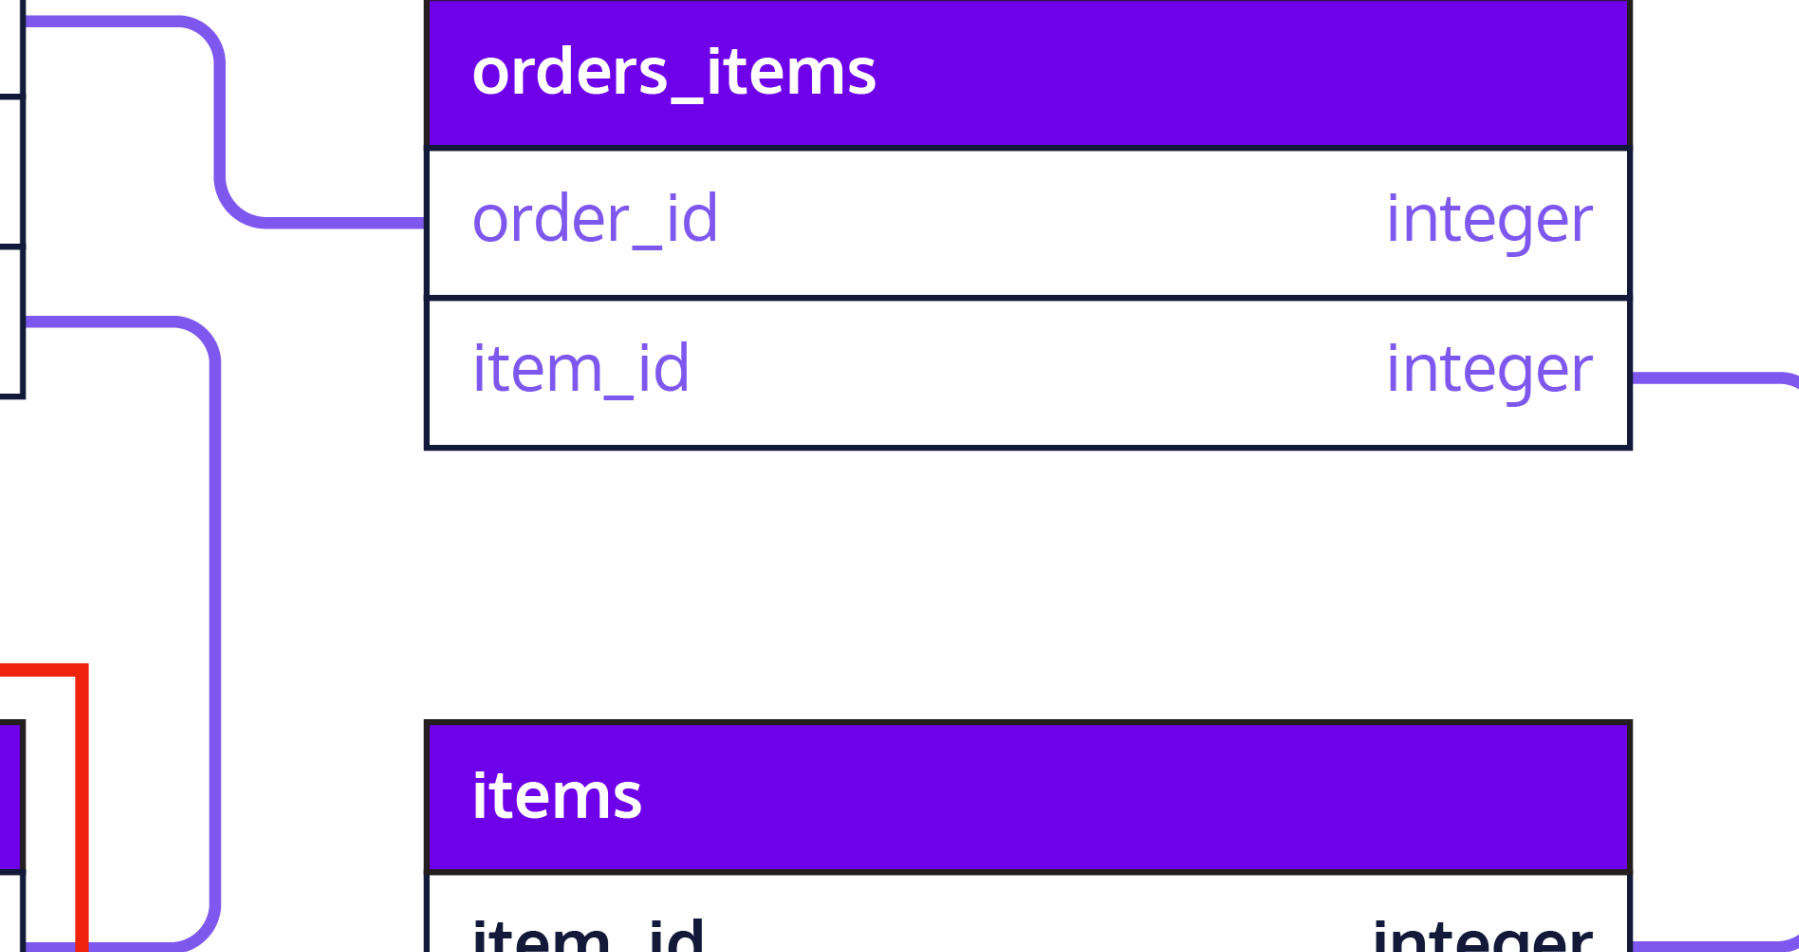 orders_items
order_id integer
item_id integer
items
item_id integer